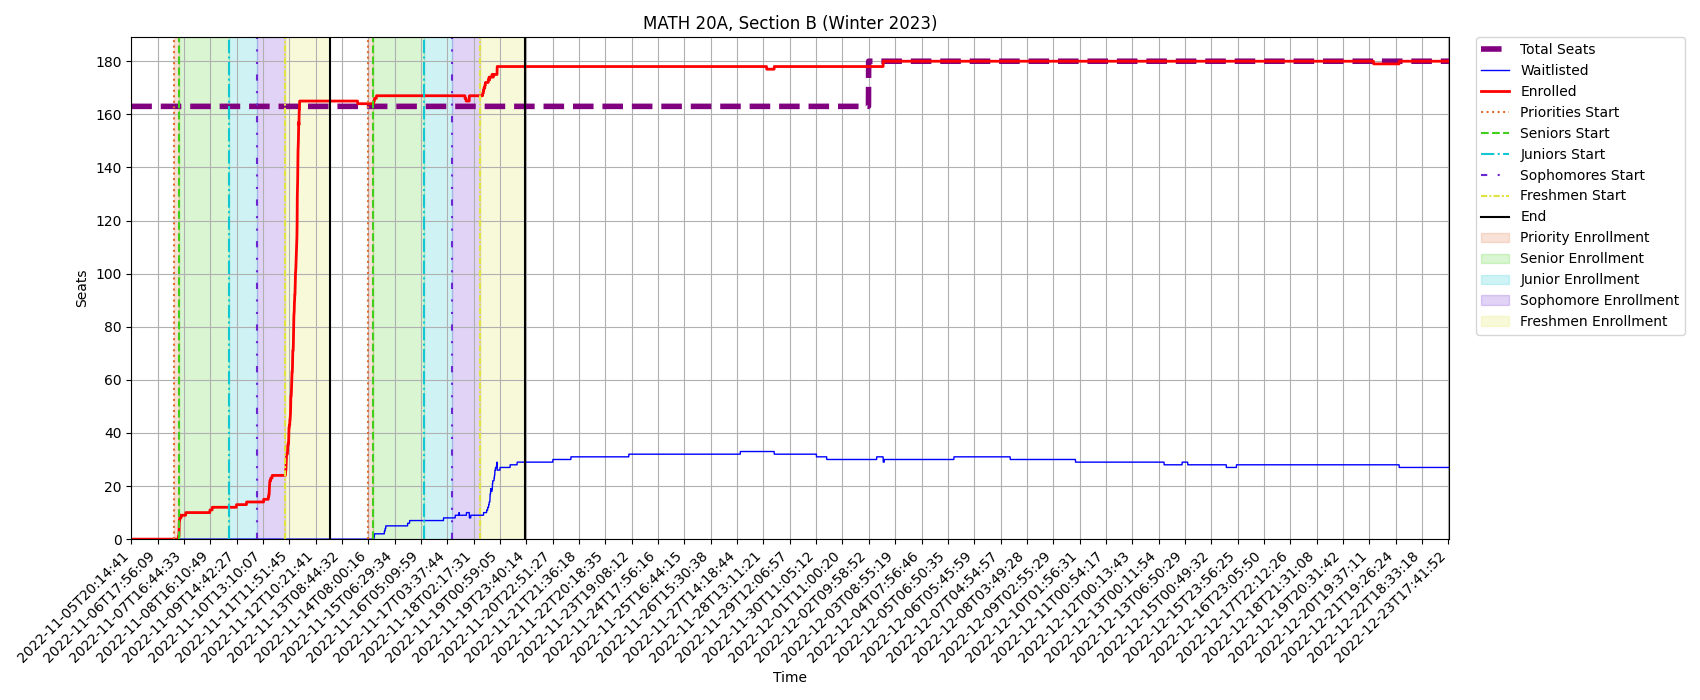 MATH 20A, Section B (Winter 2023)
Seats
180
160
140
120
100
80
60
40
20
0
2022-11-05T20:14:41
2022-11-06T17:56:09
2022-11-07T16:44:33
2022-11-08T16:10:49
2022-11-09T14:42:27
2022-11-10T13:10:07
2022-11-11T11:51:45
2022-11-12T10:21:41
2022-11-13T08:44:32
2022-11-14T08:00:16
2022-11-15T06:29:34
2022-11-16T05:09:59
2022-11-17T03:37:44
2022-11-18T02:17:31
2022-11-19T00:59:05
2022-11-19T23:40:14
2022-11-20T22:51:27
2022-11-21T21:36:18
2022-11-22T20:18:35
2022-11-23T19:08:12
2022-11-24T17:56:16
2022-11-25T16:44:15
2022-11-26T15:30:38
2022-11-27T14:18:44
2022-11-28T13:11:21
2022-11-29T12:06:57
2022-11-30T11:05:12
2022-12-01T11:00:20
2022-12-02T09:58:52
2022-12-03T08:55:19
2022-12-04T07:56:46
2022-12-05T06:50:35
2022-12-06T05:45:59
2022-12-07T04:54:57
2022-12-08T03:49:28
2022-12-09T02:55:29
2022-12-10T01:56:31
2022-12-11T00:54:17
2022-12-12T00:13:43
2022-12-13T00:11:54
2022-12-13T06:50:29
2022-12-15T00:49:32
2022-12-15T23:56:25
2022-12-16T23:05:50
2022-12-17T22:12:26
2022-12-18T21:31:08
2022-12-19T20:31:42
2022-12-20T19:37:11
2022-12-21T19:26:24
2022-12-22T18:33:18
2022-12-23T17:41:52
Time
Total Seats
Waitlisted
Enrolled
Priorities Start
Seniors Start
Juniors Start
Sophomores Start
Freshmen Start
End
Priority Enrollment
Senior Enrollment
Junior Enrollment
Sophomore Enrollment
Freshmen Enrollment